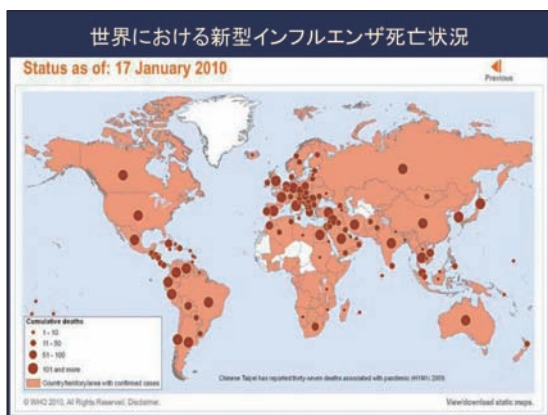 世界における新型インフルエンザ死亡状況
Status as of: 17 January 2010
Previous
Cumulative deaths
1 - 10
11 - 50
51 - 100
101 and more
Country/territory/area with confirmed cases
Chinese Taipei has reported thirty-seven deaths associated with pandemic (H1N1) 2009
© WHO 2010. All Rights Reserved. Disclaimer.
View/download static maps.